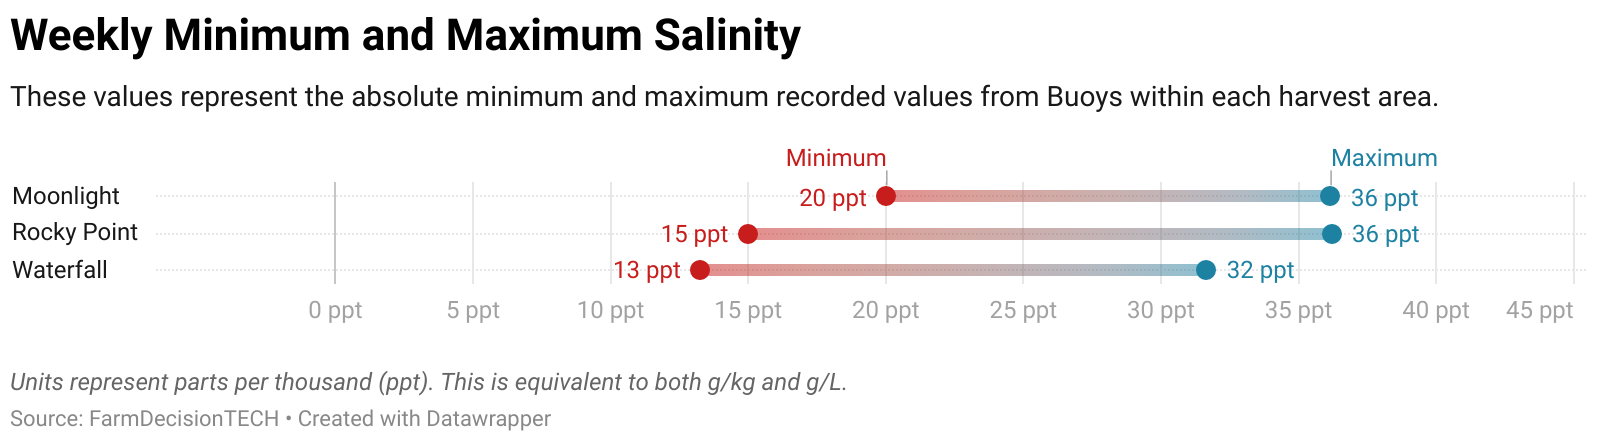 Weekly Minimum and Maximum Salinity
These values represent the absolute minimum and maximum recorded values from Buoys within each harvest area.
Minimum Maximum
Moonlight 20 ppt 36 ppt
Rocky Point 15 ppt 36 ppt
Waterfall 13 ppt 32 ppt
0 ppt 5 ppt 10 ppt 15 ppt 20 ppt 25 ppt 30 ppt 35 ppt 40 ppt 45 ppt
Units represent parts per thousand (ppt). This is equivalent to both g/kg and g/L.
Source: FarmDecisionTECH • Created with Datawrapper